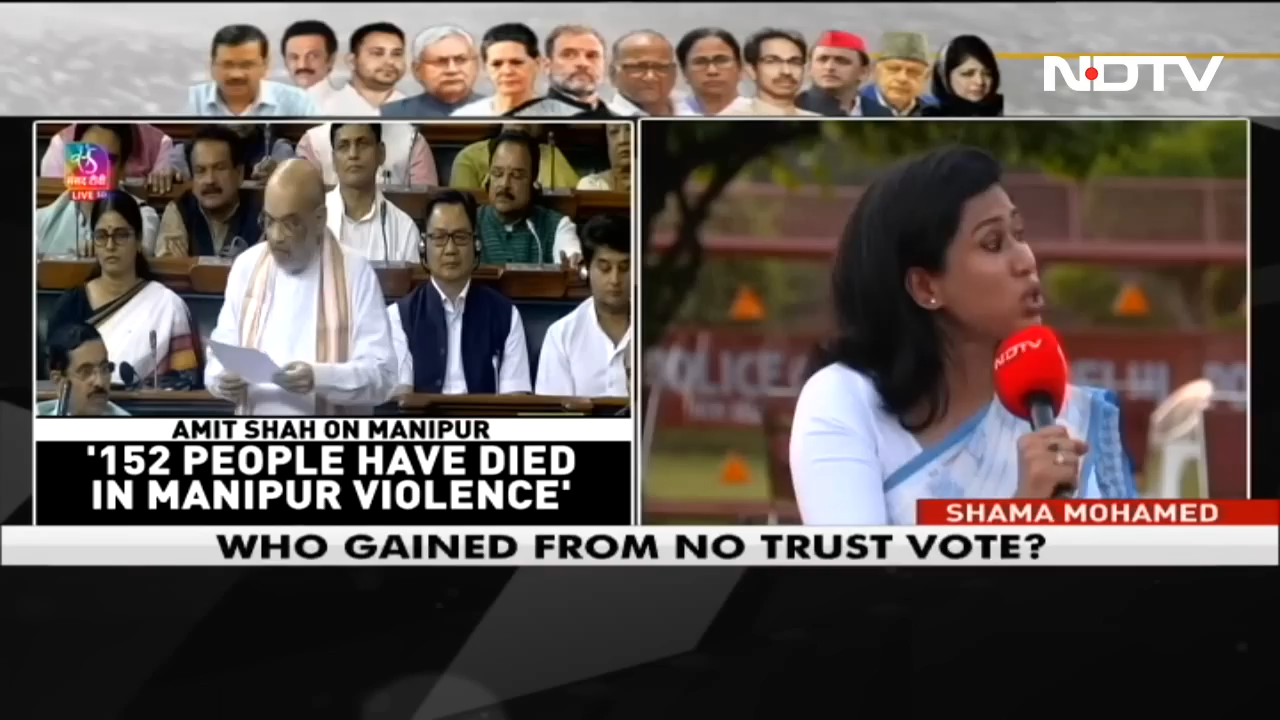 NDTV
संसद टीवी
LIVE
AMIT SHAH ON MANIPUR
'152 PEOPLE HAVE DIED
IN MANIPUR VIOLENCE'
NDTV
POLICE
SHAMA MOHAMED
WHO GAINED FROM NO TRUST VOTE?